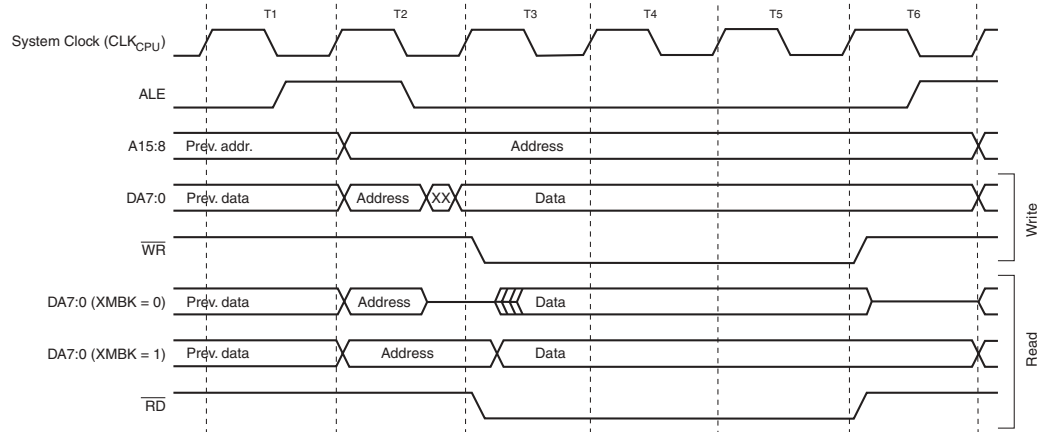 T1 T2 T3 T4 T5 T6
System Clock (CLKCPU)
ALE
A15:8 Prev. addr. Address
DA7:0 Prev. data Address XX Data
WR
Write
DA7:0 (XMBK = 0) Prev. data Address Data
DA7:0 (XMBK = 1) Prev. data Address Data
RD
Read